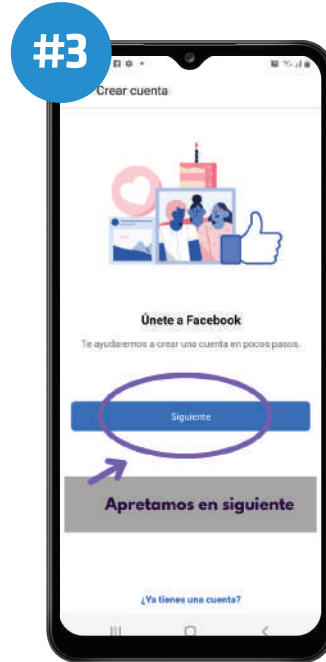 #3
Crear cuenta
Únete a Facebook
Te ayudaremos a crear una cuenta en pocos pasos.
Siguiente
Apretamos en siguiente
¿Ya tienes una cuenta?